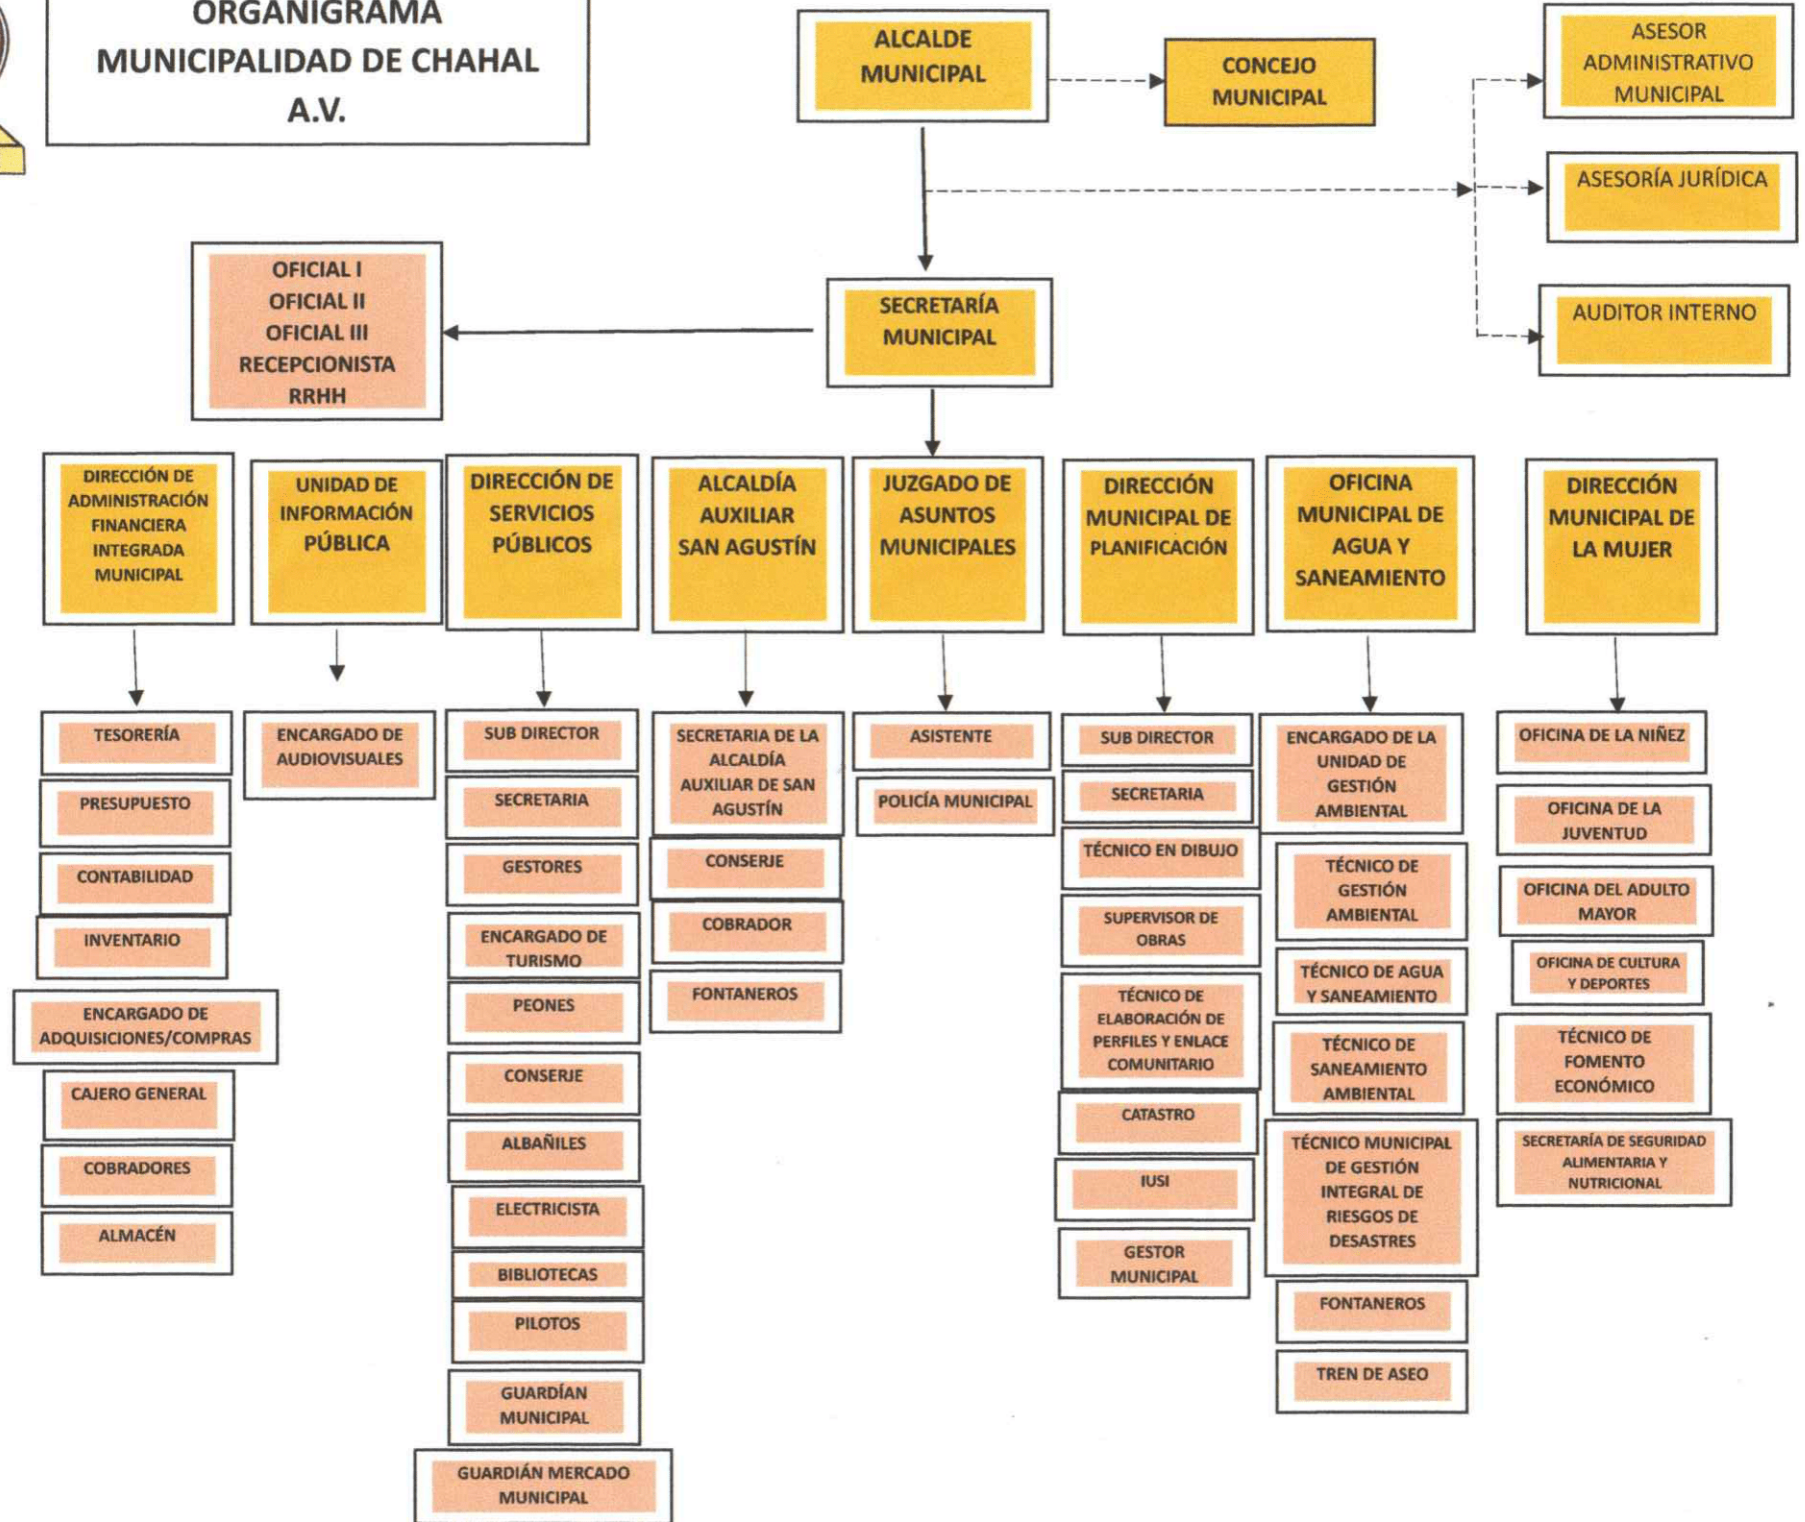 ORGANIGRAMA
MUNICIPALIDAD DE CHAHAL
A.V.
ALCALDE
MUNICIPAL
CONCEJO
MUNICIPAL
ASESOR
ADMINISTRATIVO
MUNICIPAL
ASESORÍA JURÍDICA
AUDITOR INTERNO
OFICIAL I
OFICIAL II
OFICIAL III
RECEPCIONISTA
RRHH
SECRETARÍA
MUNICIPAL
DIRECCIÓN DE
ADMINISTRACIÓN
FINANCIERA
INTEGRADA
MUNICIPAL
TESORERÍA
PRESUPUESTO
CONTABILIDAD
INVENTARIO
ENCARGADO DE
ADQUISICIONES/COMPRAS
CAJERO GENERAL
COBRADORES
ALMACÉN
UNIDAD DE
INFORMACIÓN
PÚBLICA
ENCARGADO DE
AUDIOVISUALES
DIRECCIÓN DE
SERVICIOS
PÚBLICOS
SUB DIRECTOR
SECRETARIA
GESTORES
ENCARGADO DE
TURISMO
PEONES
CONSERJE
ALBAÑILES
ELECTRICISTA
BIBLIOTECAS
PILOTOS
GUARDÍAN
MUNICIPAL
GUARDIÁN MERCADO
MUNICIPAL
ALCALDÍA
AUXILIAR
SAN AGUSTÍN
SECRETARIA DE LA
ALCALDÍA
AUXILIAR DE SAN
AGUSTÍN
CONSERJE
COBRADOR
FONTANEROS
JUZGADO DE
ASUNTOS
MUNICIPALES
ASISTENTE
POLICÍA MUNICIPAL
DIRECCIÓN
MUNICIPAL DE
PLANIFICACIÓN
SUB DIRECTOR
SECRETARIA
TÉCNICO EN DIBUJO
SUPERVISOR DE
OBRAS
TÉCNICO DE
ELABORACIÓN DE
PERFILES Y ENLACE
COMUNITARIO
CATASTRO
IUSI
GESTOR
MUNICIPAL
OFICINA
MUNICIPAL DE
AGUA Y
SANEAMIENTO
ENCARGADO DE LA
UNIDAD DE
GESTIÓN
AMBIENTAL
TÉCNICO DE
GESTIÓN
AMBIENTAL
TÉCNICO DE AGUA
Y SANEAMIENTO
TÉCNICO DE
SANEAMIENTO
AMBIENTAL
TÉCNICO MUNICIPAL
DE GESTIÓN
INTEGRAL DE
RIESGOS DE
DESASTRES
FONTANEROS
TREN DE ASEO
DIRECCIÓN
MUNICIPAL DE
LA MUJER
OFICINA DE LA NIÑEZ
OFICINA DE LA
JUVENTUD
OFICINA DEL ADULTO
MAYOR
OFICINA DE CULTURA
Y DEPORTES
TÉCNICO DE
FOMENTO
ECONÓMICO
SECRETARÍA DE SEGURIDAD
ALIMENTARIA Y
NUTRICIONAL